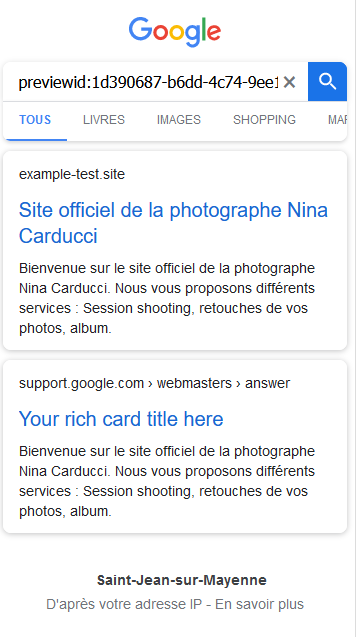 Google
previewid:1d390687-b6dd-4c74-9ee1
TOUS LIVRES IMAGES SHOPPING
example-test.site
Site officiel de la photographe Nina
Carducci
Bienvenue sur le site officiel de la photographe
Nina Carducci. Nous vous proposons différents
services : Session shooting, retouches de vos
photos, album.
support.google.com › webmasters › answer
Your rich card title here
Bienvenue sur le site officiel de la photographe
Nina Carducci. Nous vous proposons différents
services : Session shooting, retouches de vos
photos, album.
Saint-Jean-sur-Mayenne
D'après votre adresse IP - En savoir plus